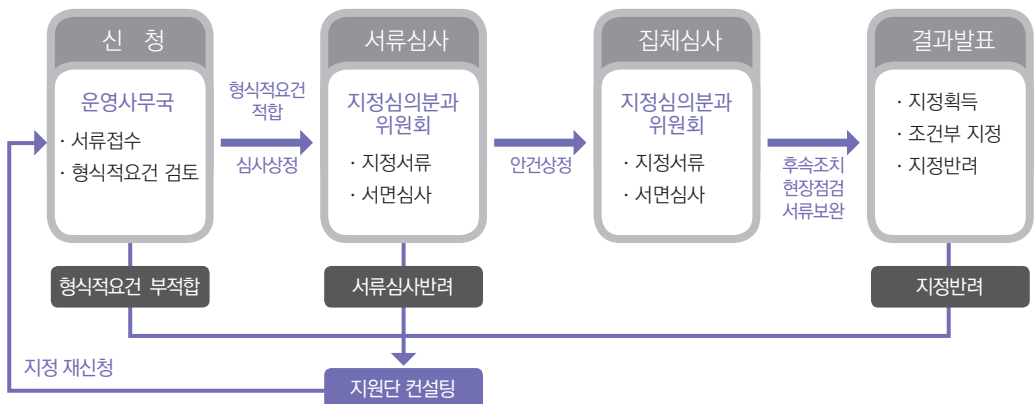 신 청
운영사무국
· 서류접수
· 형식적요건 검토
형식적요건
적합
심사상정
서류심사
지정심의분과
위원회
· 지정서류
· 서면심사
안건상정
집체심사
지정심의분과
위원회
· 지정서류
· 서면심사
후속조치
현장점검
서류보완
결과발표
· 지정획득
· 조건부 지정
· 지정반려
형식적요건 부적합
서류심사반려
지정반려
지정 재신청
지원단 컨설팅